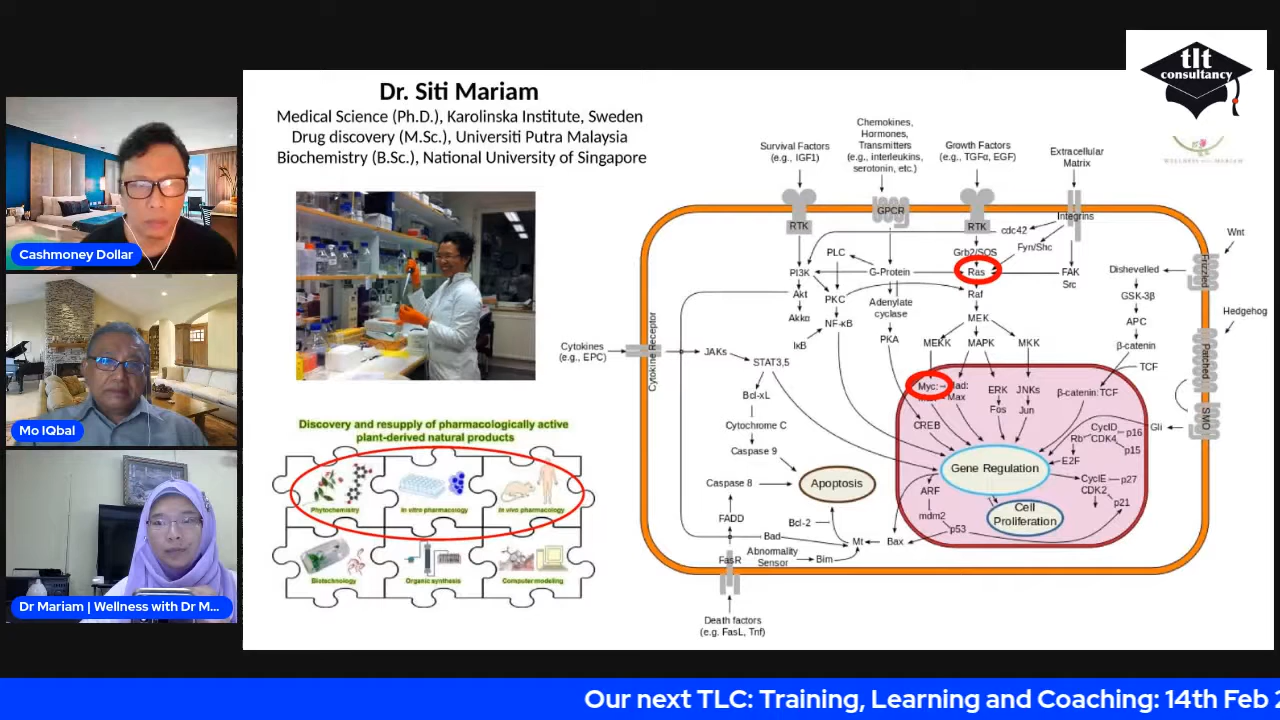 Cashmoney Dollar
Mo IQbal
Dr Mariam | Wellness with Dr M...
Dr. Siti Mariam
Medical Science (Ph.D.), Karolinska Institute, Sweden
Drug discovery (M.Sc.), Universiti Putra Malaysia
Biochemistry (B.Sc.), National University of Singapore
Discovery and resupply of pharmacologically active
plant-derived natural products
Phytochemistry
In vitro pharmacology
In vivo pharmacology
Biotechnology
Organic synthesis
Computer modeling
tlt
consultancy
WELLNESS WITH MARIAM
Survival Factors
(e.g., IGF1)
Chemokines,
Hormones,
Transmitters
(e.g., interleukins,
serotonin, etc.)
Growth Factors
(e.g., TGFα, EGF)
Extracellular
Matrix
RTK
GPCR
RTK
Integrins
cdc42
Wnt
PLC
Grb2/SOS
Fyn/Shc
Frizzled
PI3K
G-Protein
Ras
FAK
Src
Dishevelled
Akt
PKC
Adenylate
cyclase
Raf
GSK-3β
Akkα
NF-κB
MEK
APC
Hedgehog
IκB
PKA
MEKK
MAPK
MKK
β-catenin
Cytokines
(e.g., EPC)
Cytokine Receptor
JAKs
STAT3,5
TCF
Patched
Myc:
Mad:
Max
ERK
JNKs
β-catenin:TCF
Bcl-xL
Fos
Jun
SMO
Cytochrome C
CREB
CycID
CDK4
p16
p15
Rb
Gli
Caspase 9
E2F
Gene Regulation
Caspase 8
Apoptosis
ARF
CycIE
CDK2
p27
p21
FADD
Bcl-2
mdm2
Cell
Proliferation
p53
Bad
Mt
Bax
Abnormality
Sensor
Bim
FasR
Death factors
(e.g. FasL, Tnf)
Our next TLC: Training, Learning and Coaching: 14th Feb